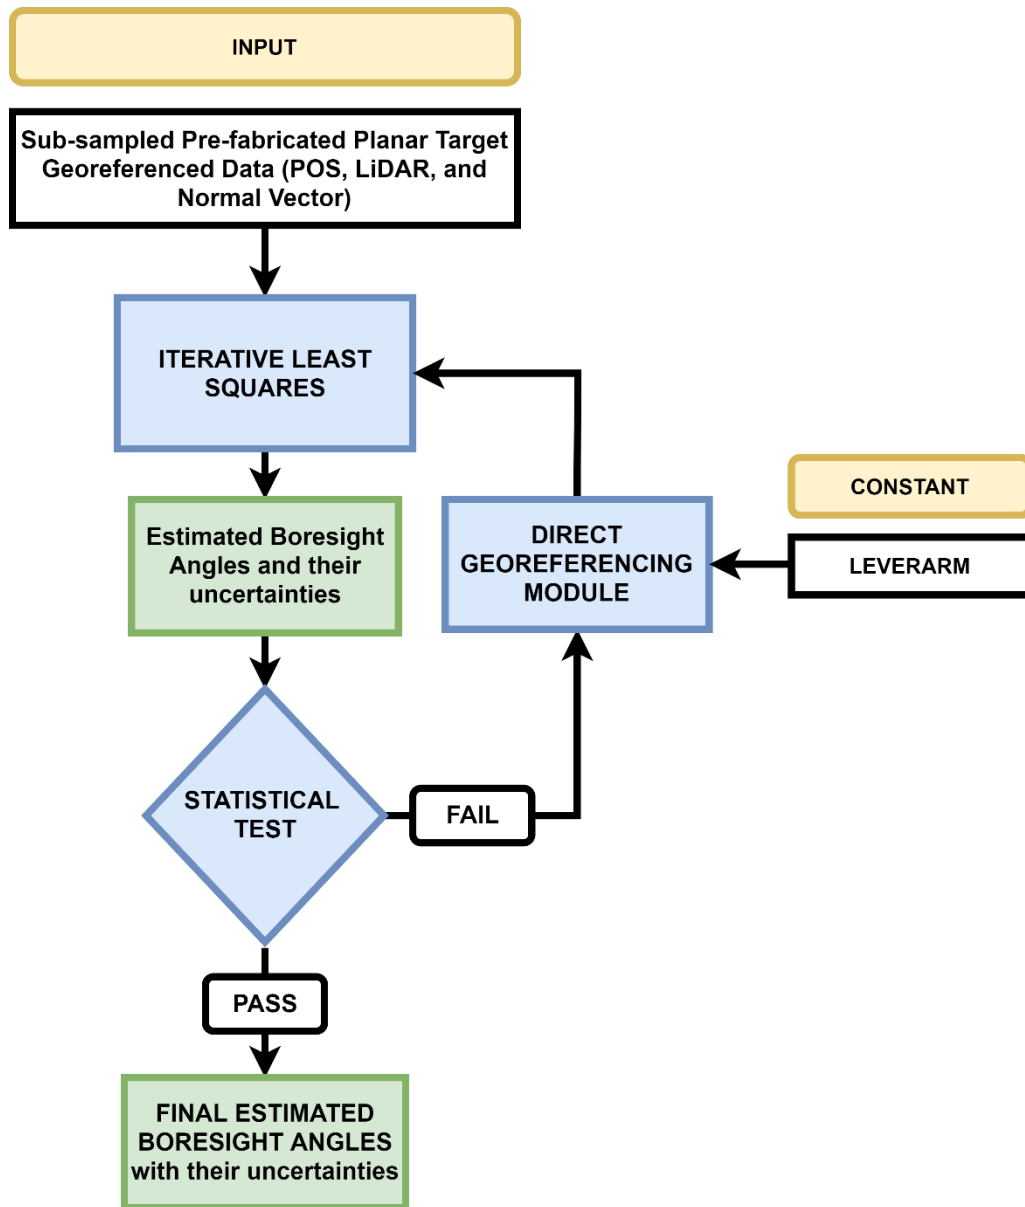 INPUT
Sub-sampled Pre-fabricated Planar Target
Georeferenced Data (POS, LiDAR, and
Normal Vector)
ITERATIVE LEAST
SQUARES
Estimated Boresight
Angles and their
uncertainties
DIRECT
GEOREFERENCING
MODULE
CONSTANT
LEVERARM
STATISTICAL
TEST
FAIL
PASS
FINAL ESTIMATED
BORESIGHT ANGLES
with their uncertainties